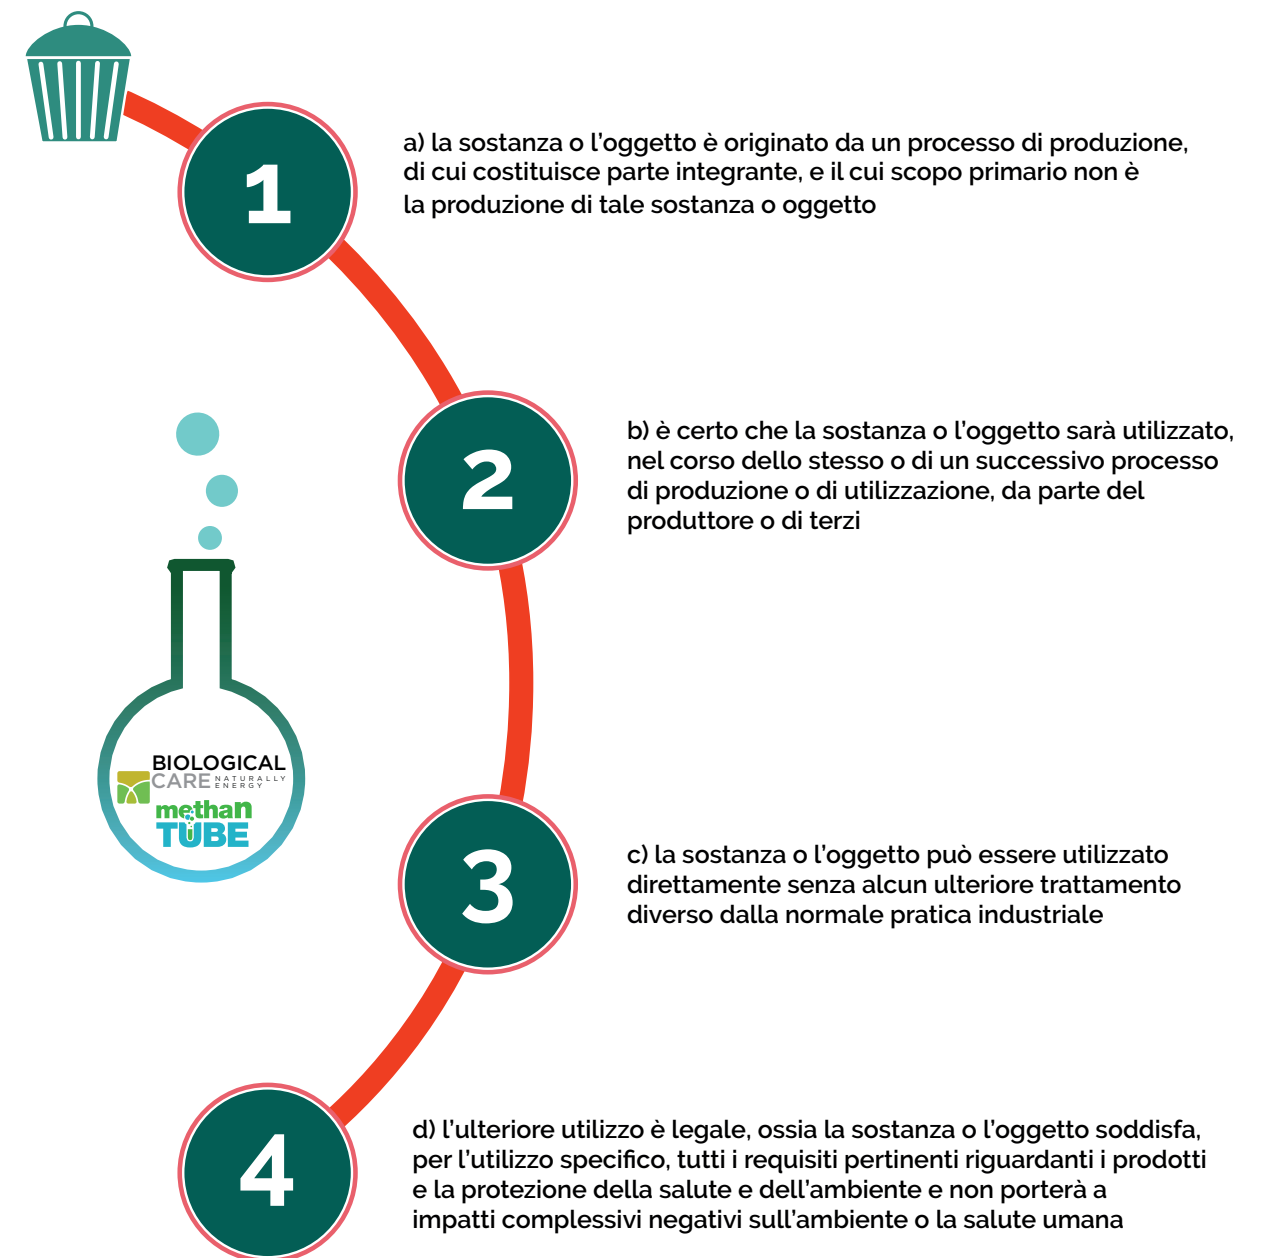 1
a) la sostanza o l’oggetto è originato da un processo di produzione,
di cui costituisce parte integrante, e il cui scopo primario non è
la produzione di tale sostanza o oggetto
2
b) è certo che la sostanza o l’oggetto sarà utilizzato,
nel corso dello stesso o di un successivo processo
di produzione o di utilizzazione, da parte del
produttore o di terzi
BIOLOGICAL
CARE NATURALLY
ENERGY
methan
TUBE
3
c) la sostanza o l’oggetto può essere utilizzato
direttamente senza alcun ulteriore trattamento
diverso dalla normale pratica industriale
4
d) l’ulteriore utilizzo è legale, ossia la sostanza o l’oggetto soddisfa,
per l’utilizzo specifico, tutti i requisiti pertinenti riguardanti i prodotti
e la protezione della salute e dell’ambiente e non porterà a
impatti complessivi negativi sull’ambiente o la salute umana